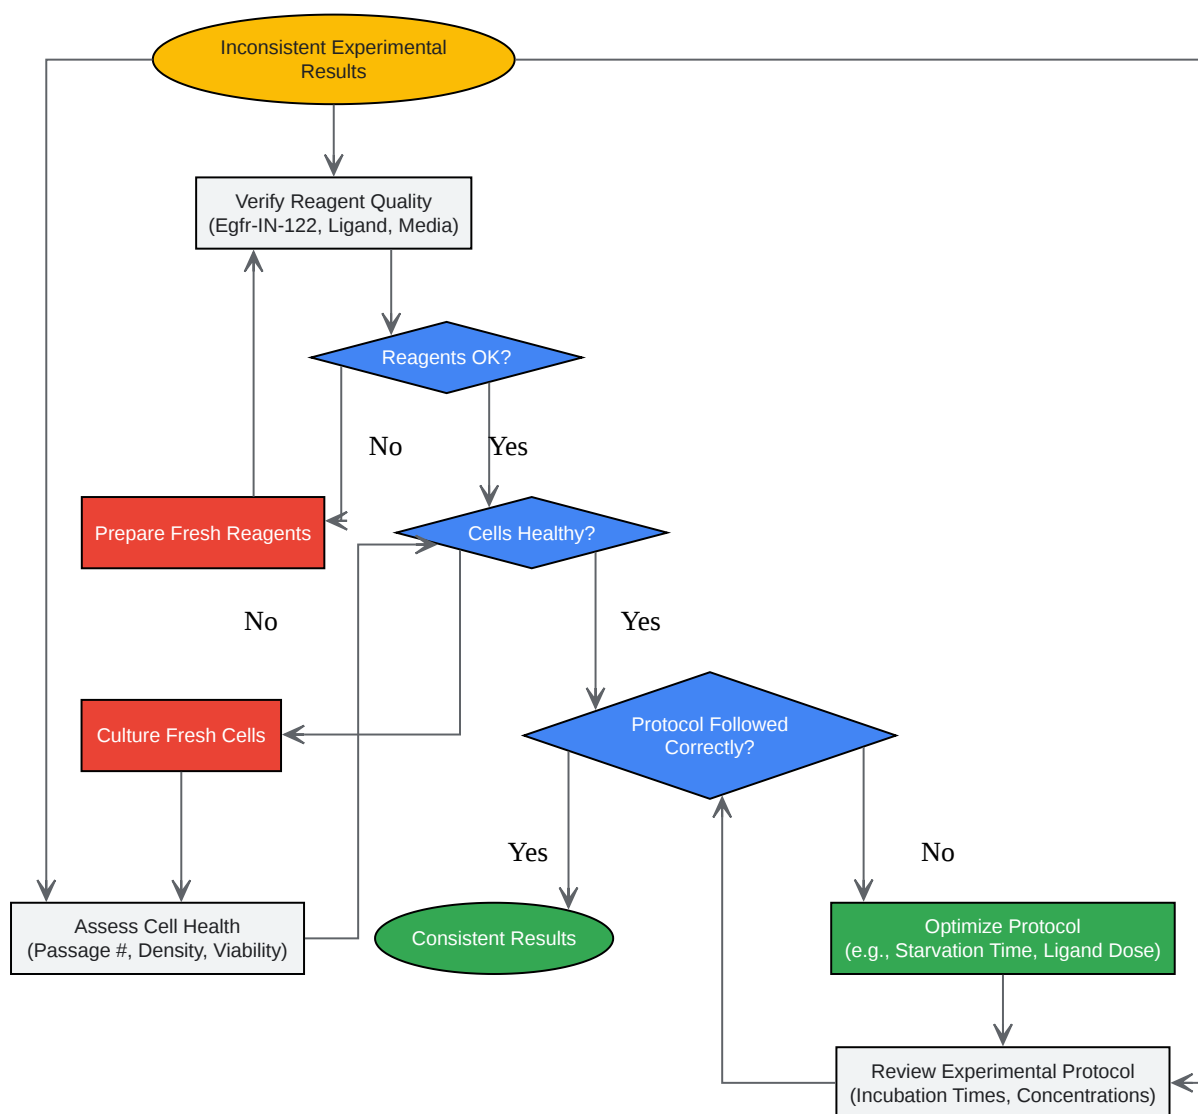 Inconsistent Experimental
Results
Verify Reagent Quality
(Egfr-IN-122, Ligand, Media)
Reagents OK?
No
Yes
Prepare Fresh Reagents
Cells Healthy?
No
Yes
Culture Fresh Cells
Protocol Followed
Correctly?
Yes
No
Assess Cell Health
(Passage #, Density, Viability)
Consistent Results
Optimize Protocol
(e.g., Starvation Time, Ligand Dose)
Review Experimental Protocol
(Incubation Times, Concentrations)